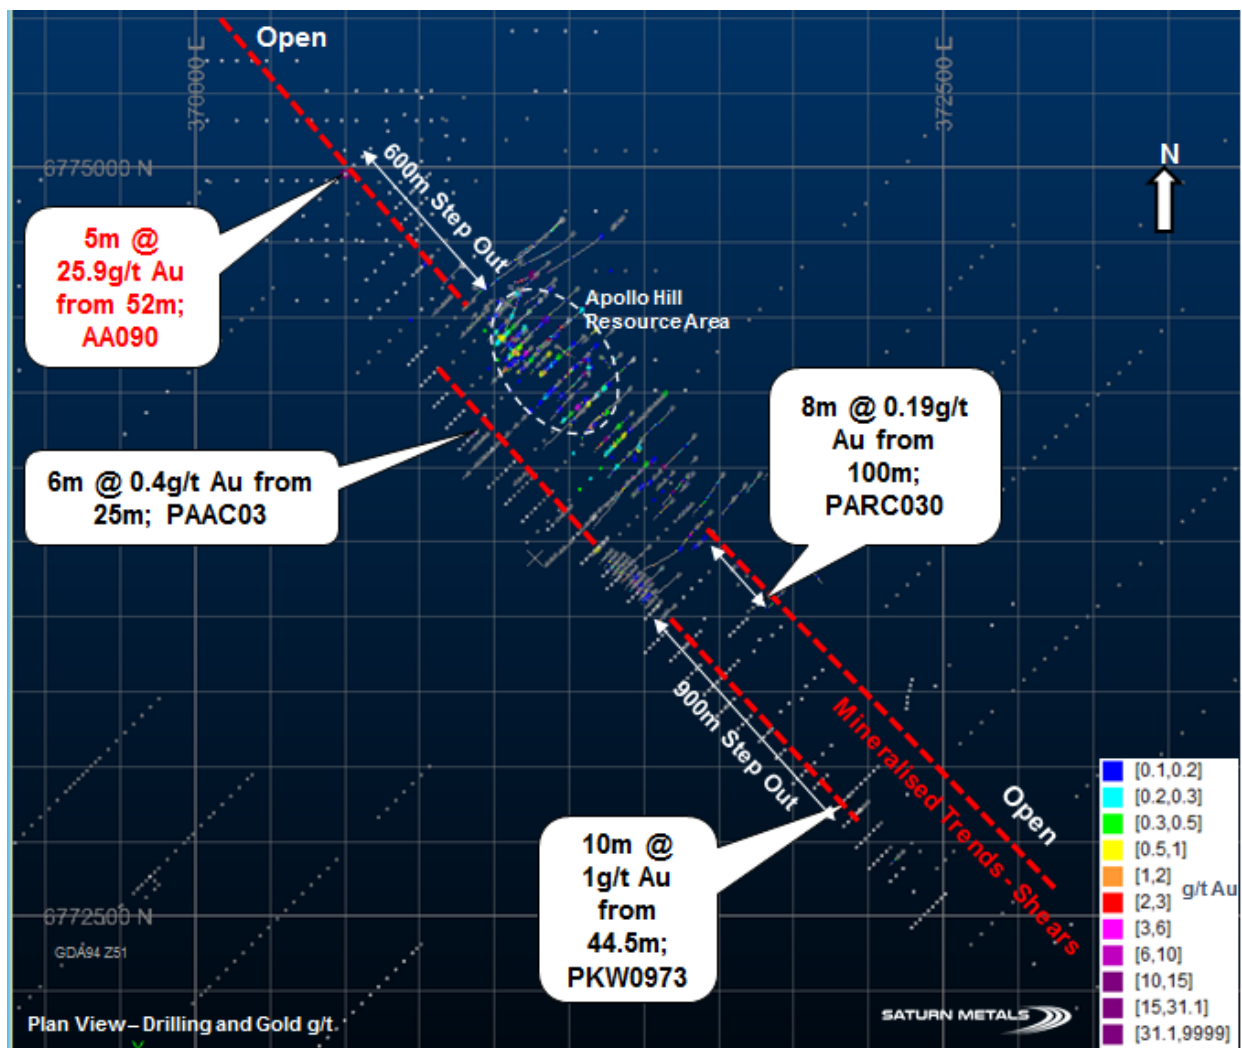 Open
370000 E
372500 E
6775000 N
N
600m Step Out
5m @
25.9g/t Au
from 52m;
AA090
Apollo Hill
Resource Area
8m @ 0.19g/t
Au from
100m;
PARC030
6m @ 0.4g/t Au from
25m; PAAC03
900m Step Out
Mineralised Trends - Shears
Open
10m @
1g/t Au
from
44.5m;
PKW0973
6772500 N
GDA94 Z51
[0.1,0.2]
[0.2,0.3]
[0.3,0.5]
[0.5,1]
[1,2]
g/t Au
[2,3]
[3,6]
[6,10]
[10,15]
[15,31.1]
[31.1,9999]
SATURN METALS
Plan View – Drilling and Gold g/t